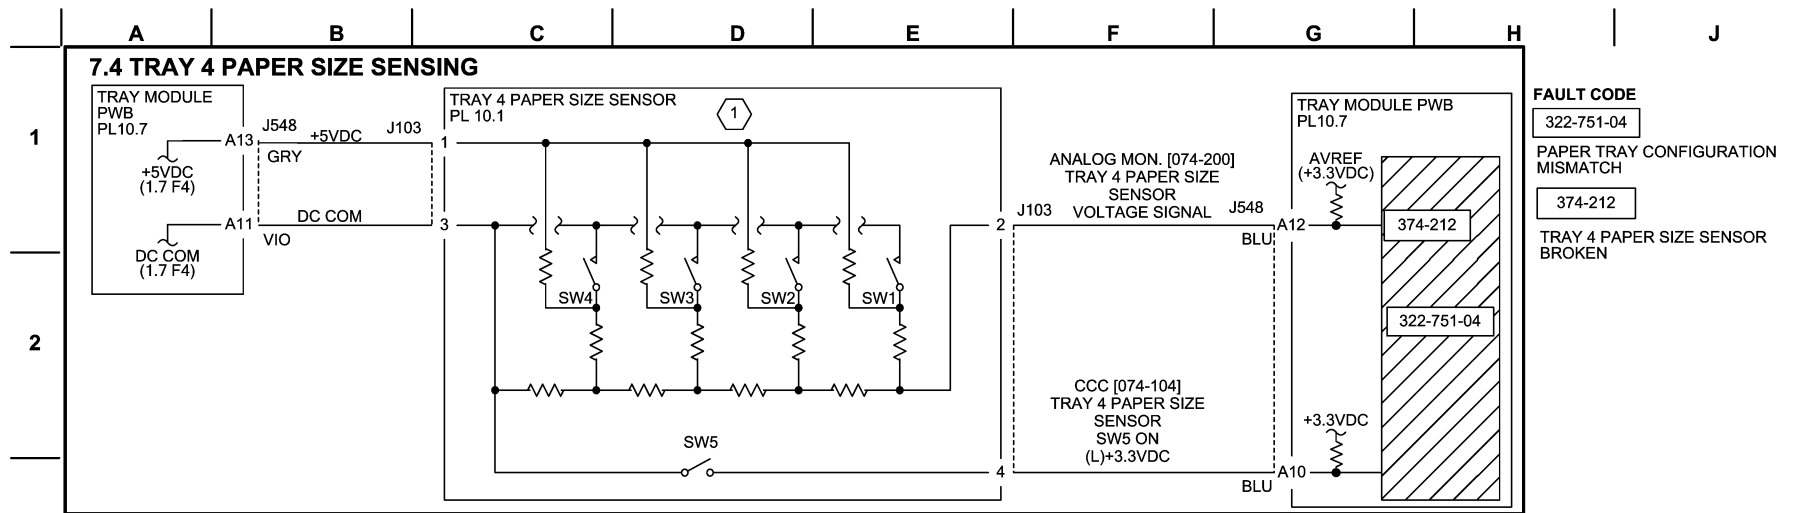 A B C D E F G H J
7.4 TRAY 4 PAPER SIZE SENSING
1
2
TRAY MODULE
PWB
PL10.7
A13
+5VDC
(1.7 F4)
A11
DC COM
(1.7 F4)
J548
+5VDC
J103
GRY
DC COM
VIO
TRAY 4 PAPER SIZE SENSOR
PL 10.1
1
1
3
2
4
SW4
SW3
SW2
SW1
SW5
ANALOG MON. [074-200]
TRAY 4 PAPER SIZE
SENSOR
VOLTAGE SIGNAL
J103
J548
BLU
CCC [074-104]
TRAY 4 PAPER SIZE
SENSOR
SW5 ON
(L)+3.3VDC
BLU
TRAY MODULE PWB
PL10.7
AVREF
(+3.3VDC)
A12
374-212
322-751-04
+3.3VDC
A10
FAULT CODE
322-751-04
PAPER TRAY CONFIGURATION
MISMATCH
374-212
TRAY 4 PAPER SIZE SENSOR
BROKEN